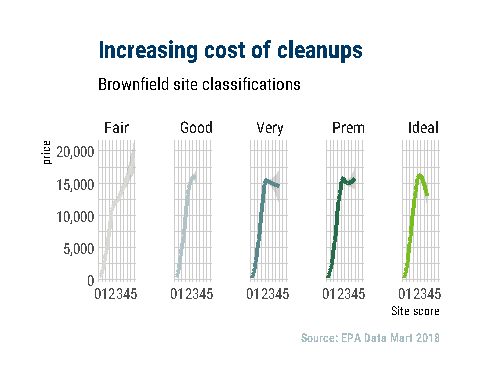 Increasing cost of cleanups
Brownfield site classifications
Fair Good Very Prem Ideal
price
20,000
15,000
10,000
5,000
0
012345 012345 012345 012345 012345
Site score
Source: EPA Data Mart 2018